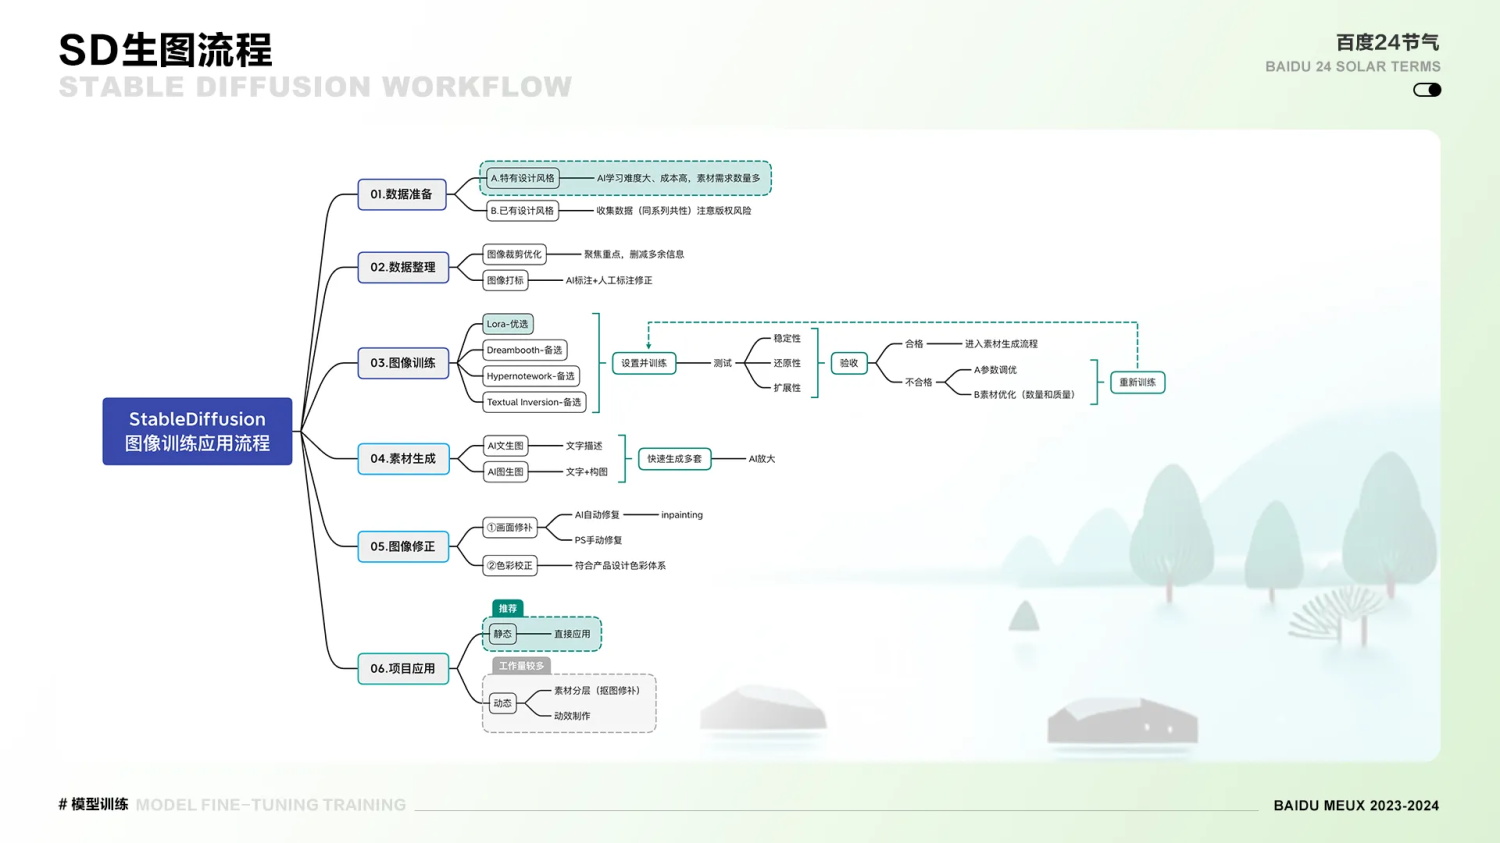 SD生图流程
STABLE DIFFUSION WORKFLOW
百度24节气
BAIDU 24 SOLAR TERMS
StableDiffusion
图像训练应用流程
01.数据准备
A.特有设计风格
AI学习难度大、成本高，素材需求数量多
B.已有设计风格
收集数据（同系列共性）注意版权风险
02.数据整理
图像裁剪优化
聚焦重点，删减多余信息
图像打标
AI标注+人工标注修正
03.图像训练
Lora-优选
Dreambooth-备选
Hypernotework-备选
Textual Inversion-备选
设置并训练
测试
稳定性
还原性
扩展性
验收
合格
进入素材生成流程
不合格
A参数调优
B素材优化（数量和质量）
重新训练
04.素材生成
AI文生图
文字描述
AI图生图
文字+构图
快速生成多套
AI放大
05.图像修正
①画面修补
AI自动修复
inpainting
PS手动修复
②色彩校正
符合产品设计色彩体系
06.项目应用
推荐
静态
直接应用
工作量较多
动态
素材分层（抠图修补）
动效制作
# 模型训练 MODEL FINE-TUNING TRAINING
BAIDU MEUX 2023-2024